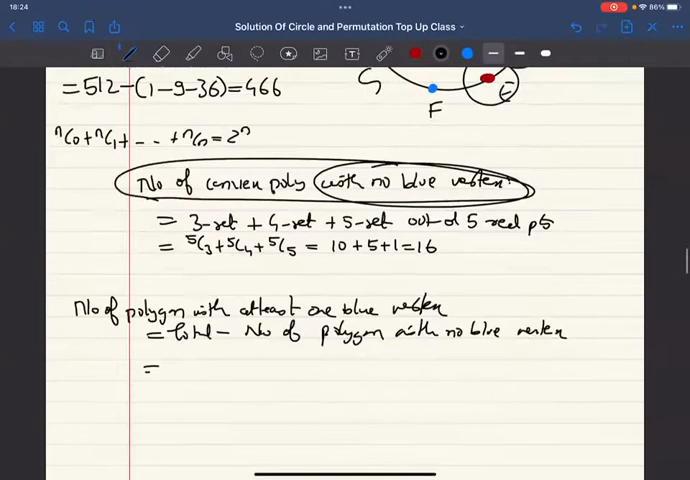 18:24
86%
Solution Of Circle and Permutation Top Up Class
= 512 - (1-9-36) = 466
G
F
E
ⁿC₀ + ⁿC₁ + - .. + ⁿCₙ = 2ⁿ
No of convex poly (with no blue vertex.
= 3-set + 4-set + 5-set out of 5 red pts
= ⁵C₃ + ⁵C₄ + ⁵C₅ = 10 + 5 + 1 = 16
No of polygon with atleast one blue vertex
= Total - No of polygon with no blue vertex
=